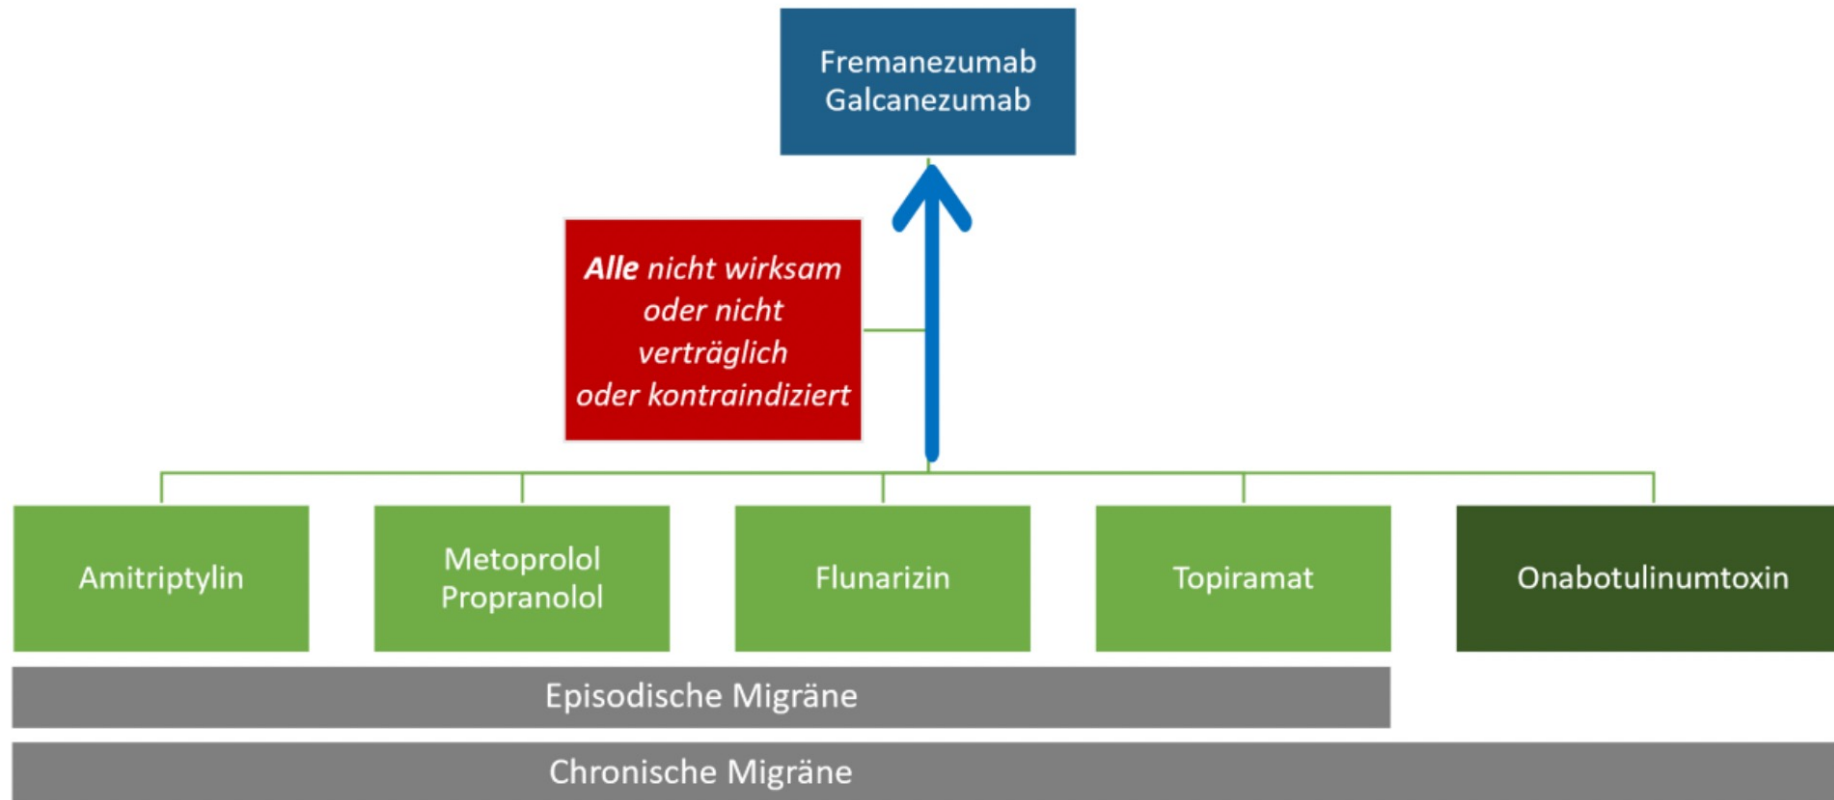 Fremanezumab
Galcanezumab
Alle nicht wirksam
oder nicht
verträglich
oder kontraindiziert
Amitriptylin
Metoprolol
Propranolol
Flunarizin
Topiramat
Onabotulinumtoxin
Episodische Migräne
Chronische Migräne